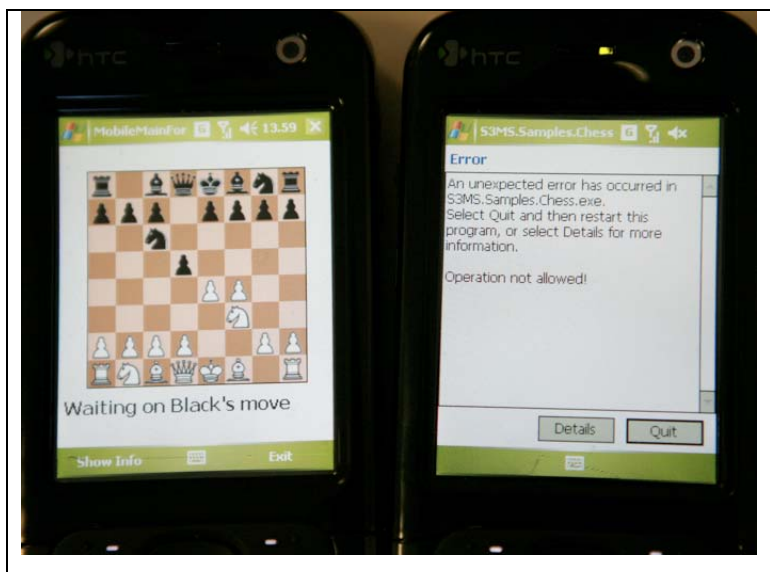 hTC
MobileMainFor G 13.59
Waiting on Black's move
Show Info Exit
hTC
S3MS.Samples.Chess G
Error
An unexpected error has occurred in
S3MS.Samples.Chess.exe.
Select Quit and then restart this
program, or select Details for more
information.
Operation not allowed!
Details Quit